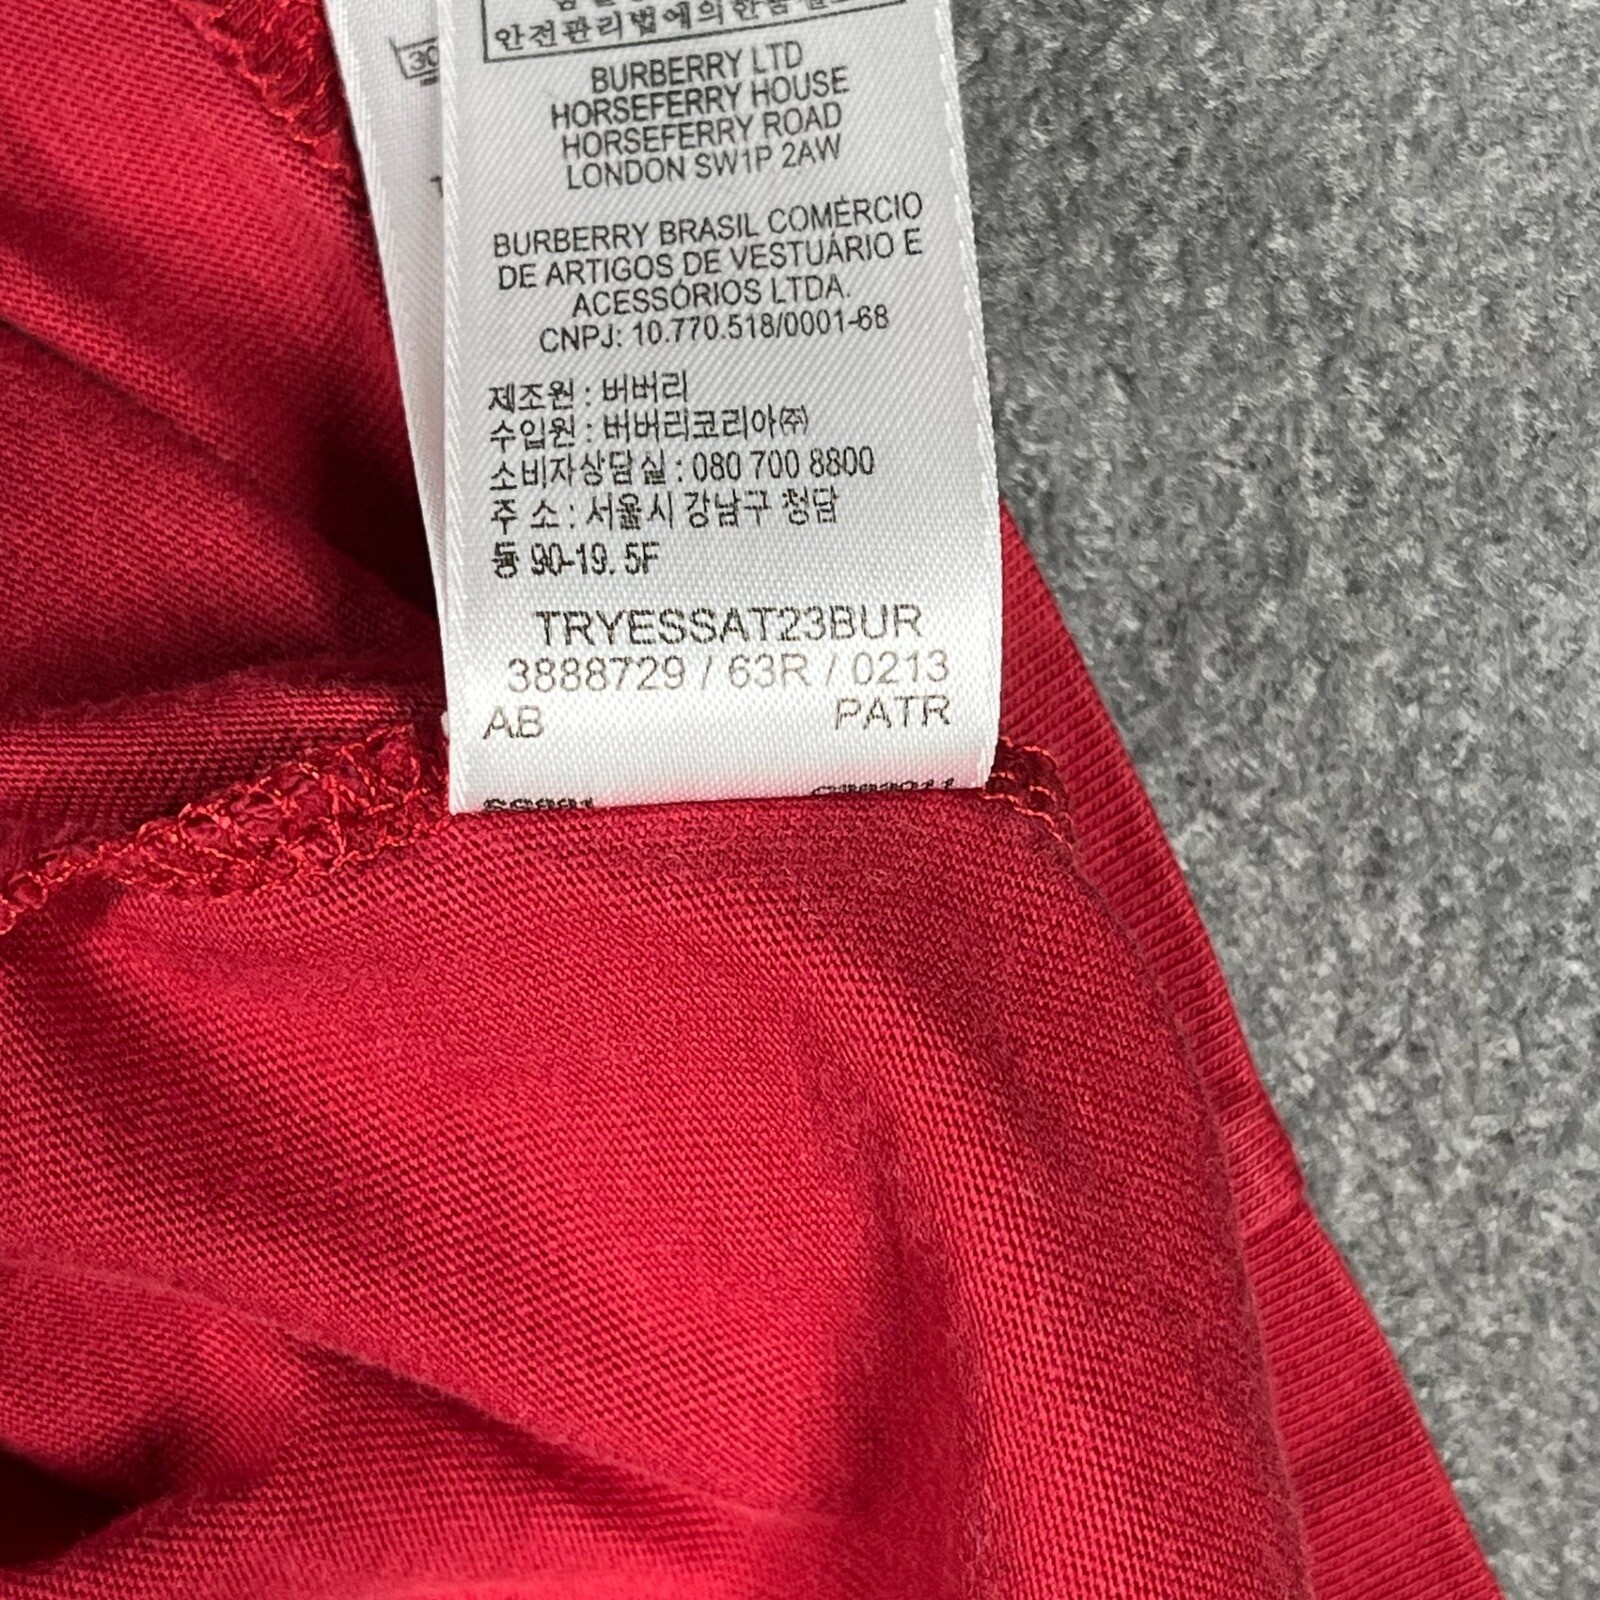 안전관리법에의한품
30
BURBERRY LTD
HORSEFERRY HOUSE
HORSEFERRY ROAD
LONDON SW1P 2AW
BURBERRY BRASIL COMÉRCIO
DE ARTIGOS DE VESTUÁRIO E
ACESSÓRIOS LTDA.
CNPJ: 10.770.518/0001-68
제조원 : 버버리
수입원 : 버버리코리아㈜
소비자상담실 : 080 700 8800
주 소 : 서울시 강남구 청담
동 90-19. 5F
TRYESSAT23BUR
3888729 / 63R / 0213
AB PATR